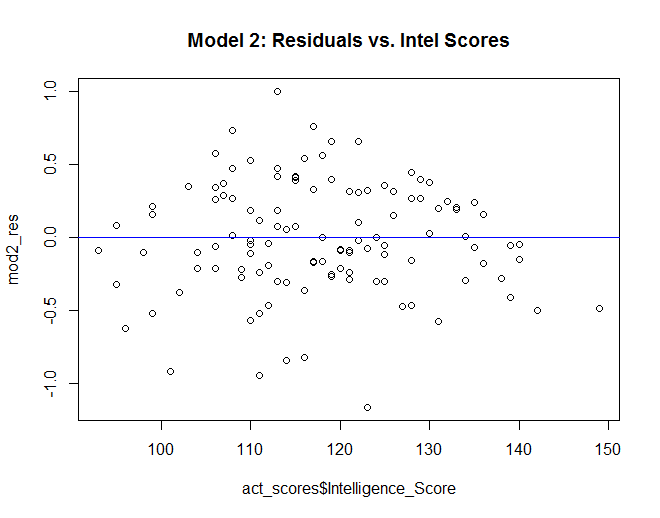 Model 2: Residuals vs. Intel Scores
mod2_res
1.0
0.5
0.0
-0.5
-1.0
100 110 120 130 140 150
act_scores$Intelligence_Score